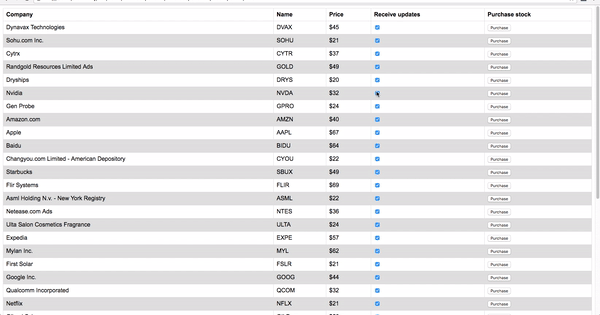 Company Name Price Receive updates Purchase stock
Dynavax Technologies DVAX $45 Purchase
Sohu.com Inc. SOHU $21 Purchase
Cytrx CYTR $37 Purchase
Randgold Resources Limited Ads GOLD $49 Purchase
Dryships DRYS $20 Purchase
Nvidia NVDA $32 Purchase
Gen Probe GPRO $24 Purchase
Amazon.com AMZN $40 Purchase
Apple AAPL $67 Purchase
Baidu BIDU $64 Purchase
Changyou.com Limited - American Depository CYOU $22 Purchase
Starbucks SBUX $49 Purchase
Flir Systems FLIR $69 Purchase
Asml Holding N.v. - New York Registry ASML $22 Purchase
Netease.com Ads NTES $36 Purchase
Ulta Salon Cosmetics Fragrance ULTA $24 Purchase
Expedia EXPE $57 Purchase
Mylan Inc. MYL $62 Purchase
First Solar FSLR $21 Purchase
Google Inc. GOOG $44 Purchase
Qualcomm Incorporated QCOM $32 Purchase
Netflix NFLX $21 Purchase